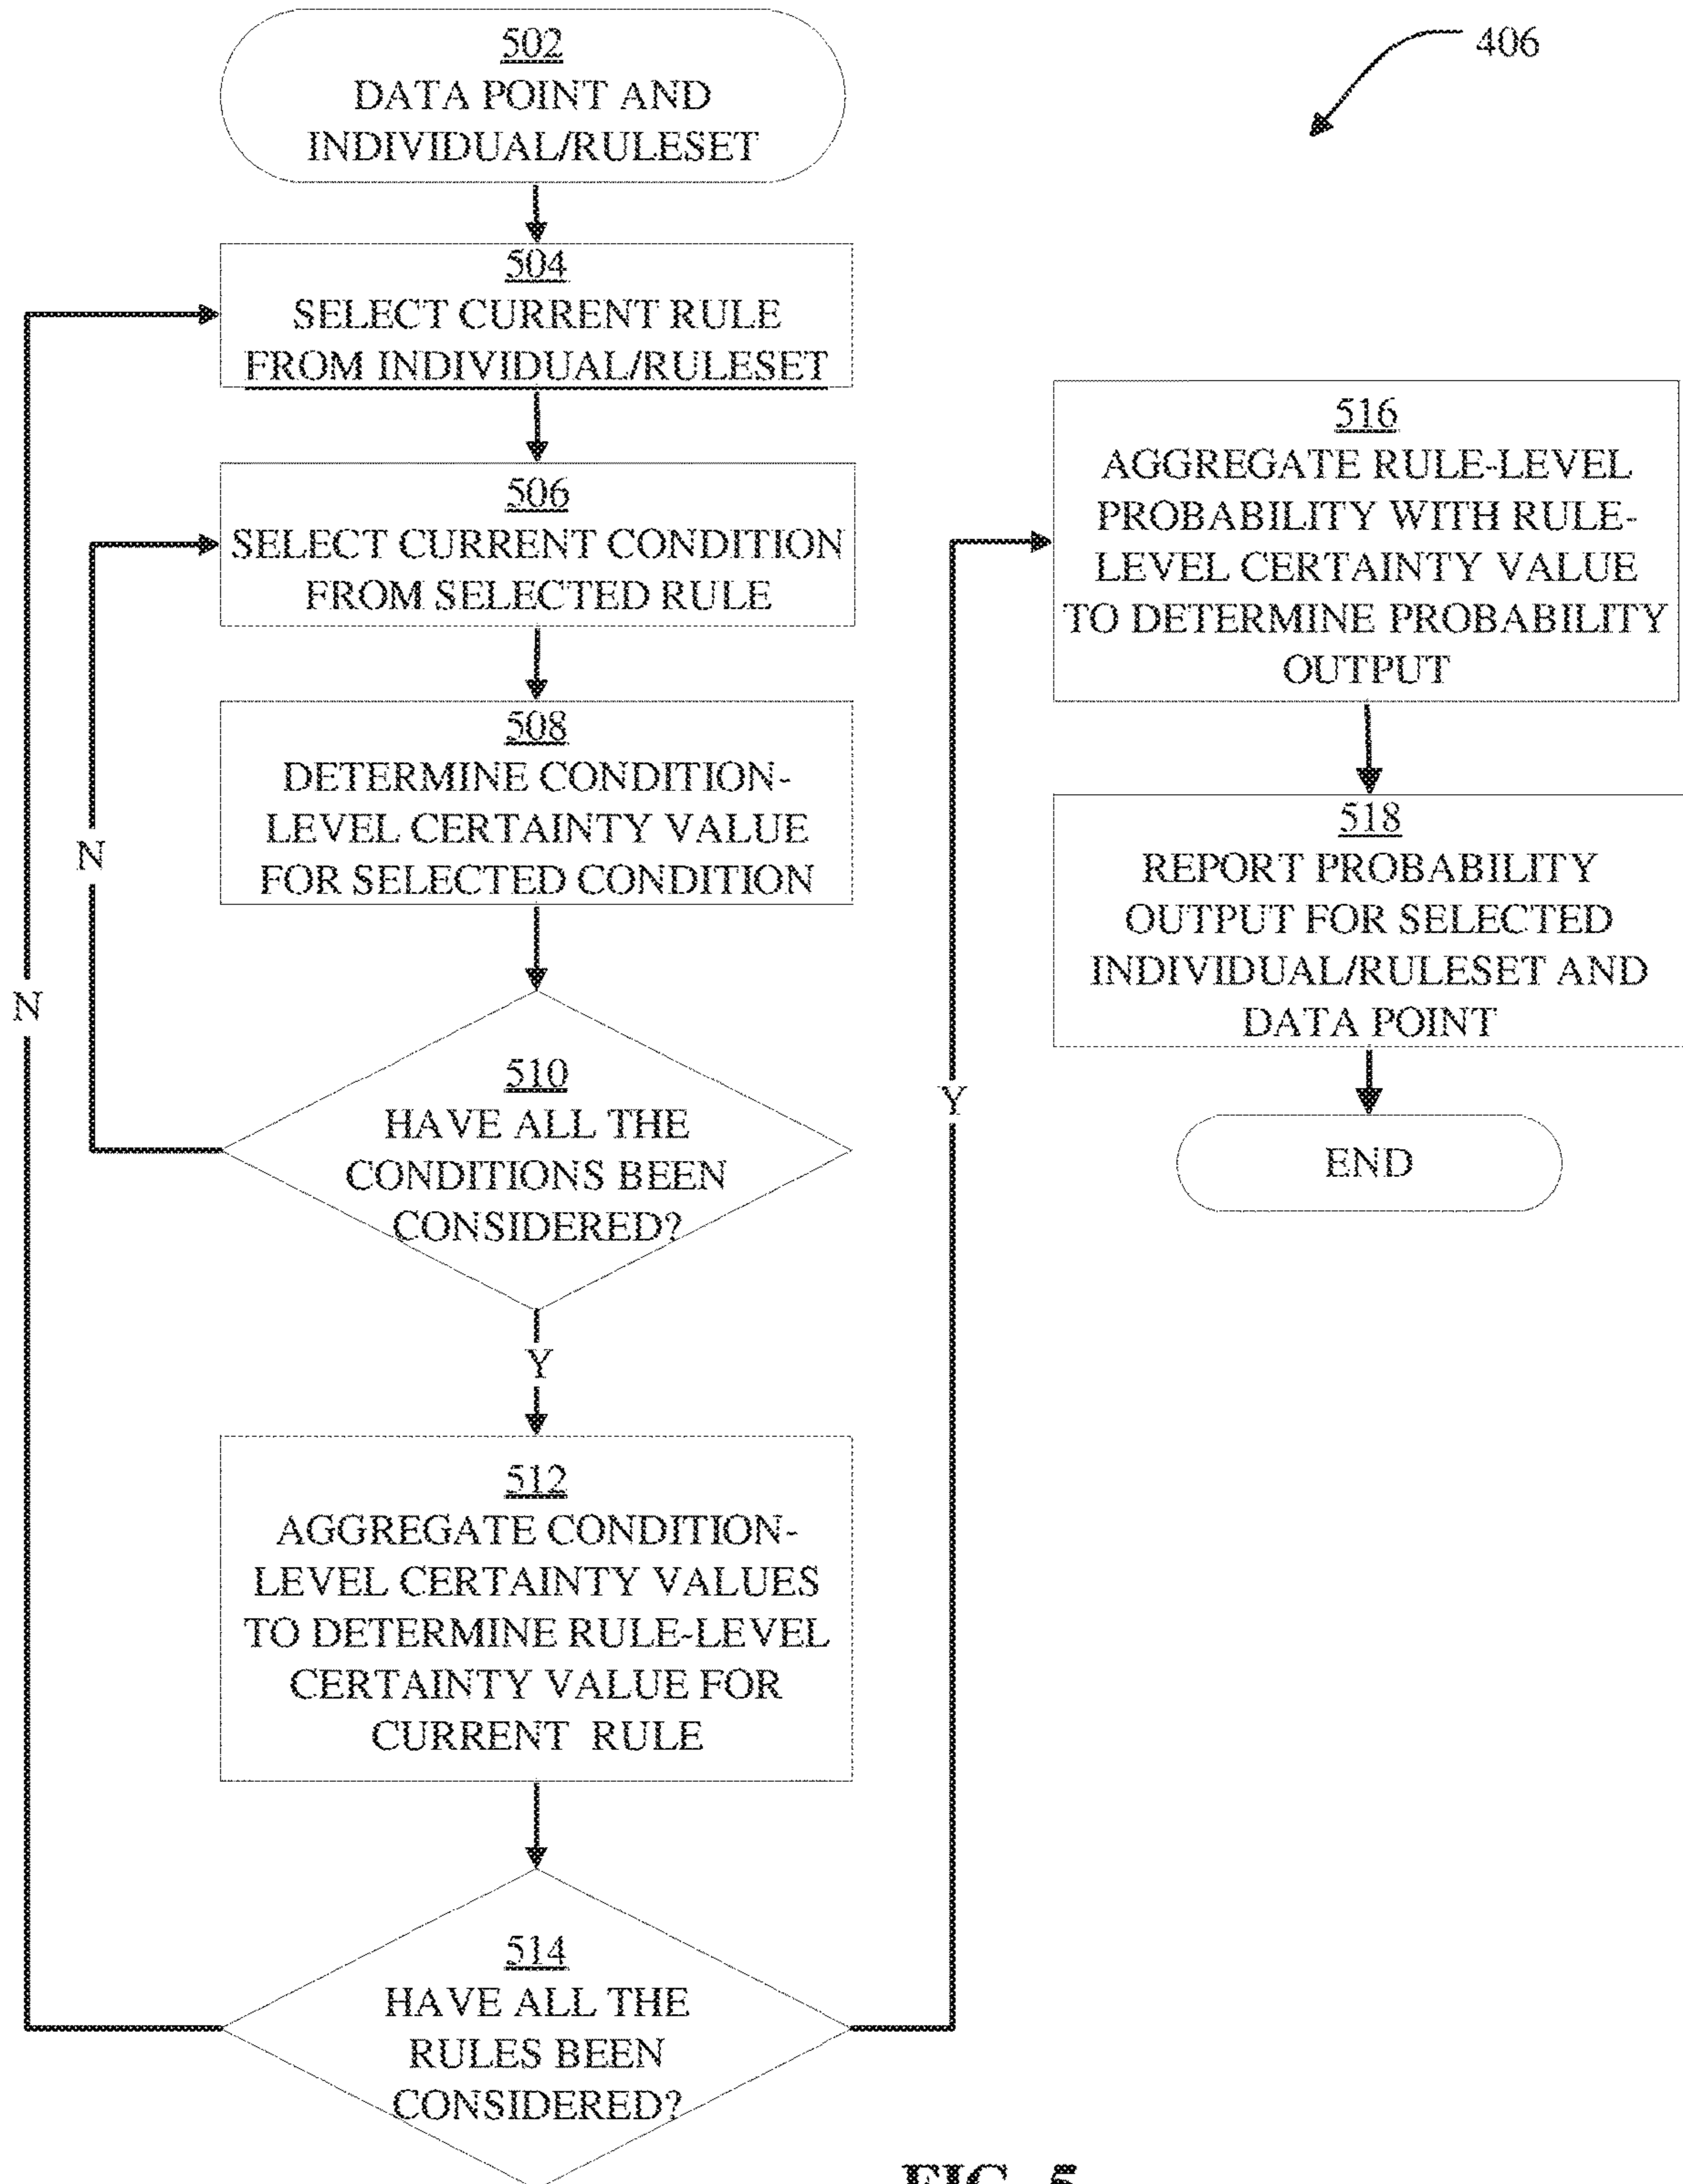 406
502
DATA POINT AND
INDIVIDUAL/RULESET
504
SELECT CURRENT RULE
FROM INDIVIDUAL/RULESET
506
SELECT CURRENT CONDITION
FROM SELECTED RULE
508
DETERMINE CONDITION-
LEVEL CERTAINTY VALUE
FOR SELECTED CONDITION
N
N
510
HAVE ALL THE
CONDITIONS BEEN
CONSIDERED?
Y
512
AGGREGATE CONDITION-
LEVEL CERTAINTY VALUES
TO DETERMINE RULE-LEVEL
CERTAINTY VALUE FOR
CURRENT RULE
514
HAVE ALL THE
RULES BEEN
CONSIDERED?
Y
516
AGGREGATE RULE-LEVEL
PROBABILITY WITH RULE-
LEVEL CERTAINTY VALUE
TO DETERMINE PROBABILITY
OUTPUT
518
REPORT PROBABILITY
OUTPUT FOR SELECTED
INDIVIDUAL/RULESET AND
DATA POINT
END
FIG. 5